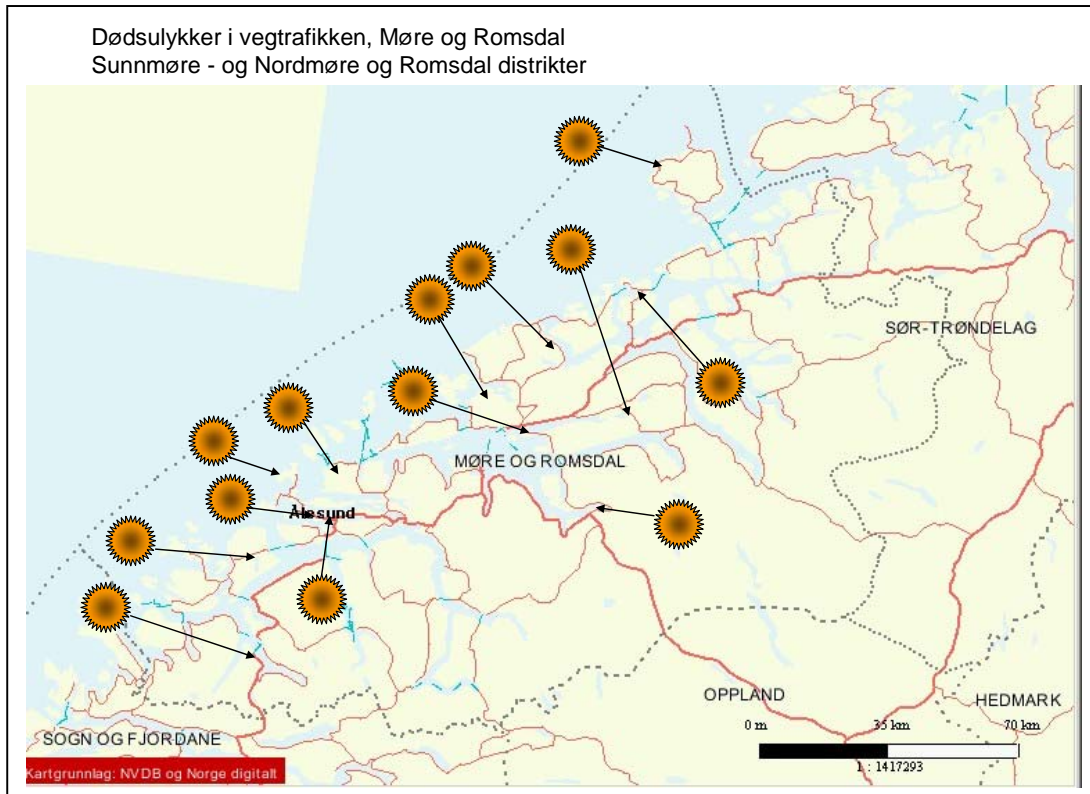 Dødsulykker i vegtrafikken, Møre og Romsdal
Sunnmøre - og Nordmøre og Romsdal distrikter
SØR-TRØNDELAG
MØRE OG ROMSDAL
Ålesund
OPPLAND
HEDMARK
0 m 35 km 70 km
SOGN OG FJORDANE
1 : 1417293
Kartgrunnlag: NVDB og Norge digitalt